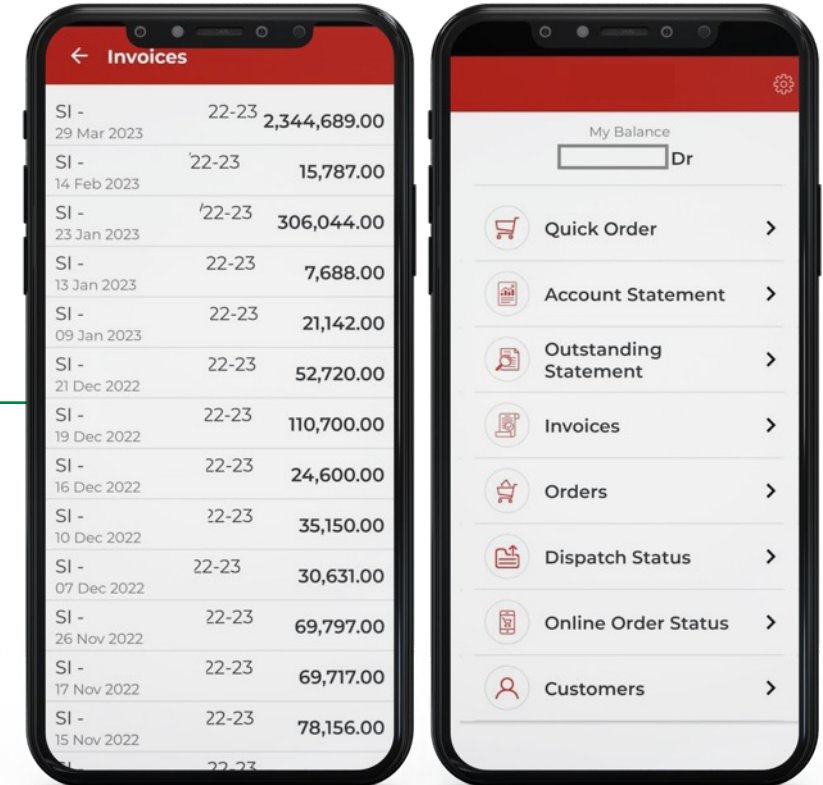 ← Invoices
SI - 22-23 2,344,689.00
29 Mar 2023
SI - '22-23 15,787.00
14 Feb 2023
SI - '22-23 306,044.00
23 Jan 2023
SI - 22-23 7,688.00
13 Jan 2023
SI - 22-23 21,142.00
09 Jan 2023
SI - 22-23 52,720.00
21 Dec 2022
SI - 22-23 110,700.00
19 Dec 2022
SI - 22-23 24,600.00
16 Dec 2022
SI - 22-23 35,150.00
10 Dec 2022
SI - 22-23 30,631.00
07 Dec 2022
SI - 22-23 69,797.00
26 Nov 2022
SI - 22-23 69,717.00
17 Nov 2022
SI - 22-23 78,156.00
15 Nov 2022
22-23
My Balance
Dr
Quick Order
Account Statement
Outstanding
Statement
Invoices
Orders
Dispatch Status
Online Order Status
Customers